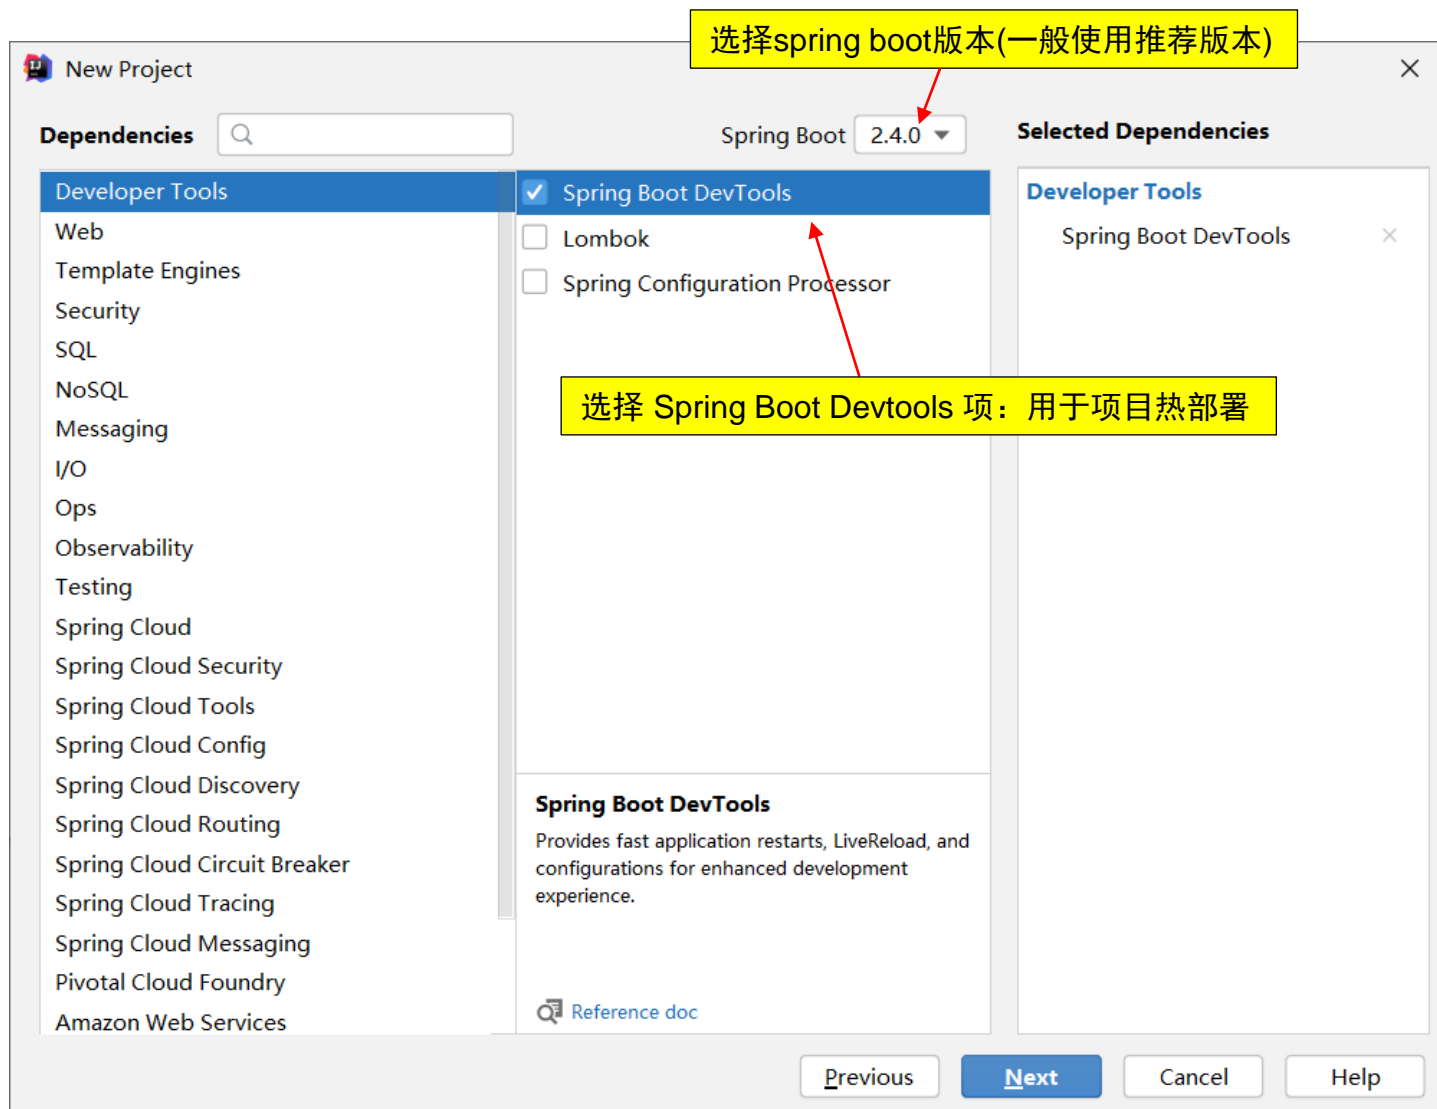 选择spring boot版本(一般使用推荐版本)
New Project
Dependencies
Spring Boot 2.4.0
Selected Dependencies
Developer Tools
Web
Template Engines
Security
SQL
NoSQL
Messaging
I/O
Ops
Observability
Testing
Spring Cloud
Spring Cloud Security
Spring Cloud Tools
Spring Cloud Config
Spring Cloud Discovery
Spring Cloud Routing
Spring Cloud Circuit Breaker
Spring Cloud Tracing
Spring Cloud Messaging
Pivotal Cloud Foundry
Amazon Web Services
Spring Boot DevTools
Lombok
Spring Configuration Processor
选择 Spring Boot Devtools 项：用于项目热部署
Spring Boot DevTools
Provides fast application restarts, LiveReload, and
configurations for enhanced development
experience.
Reference doc
Developer Tools
Spring Boot DevTools
Previous
Next
Cancel
Help